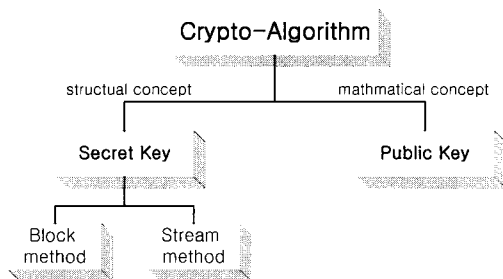 Crypto-Algorithm
structual concept
mathmatical concept
Secret Key
Public Key
Block
method
Stream
method